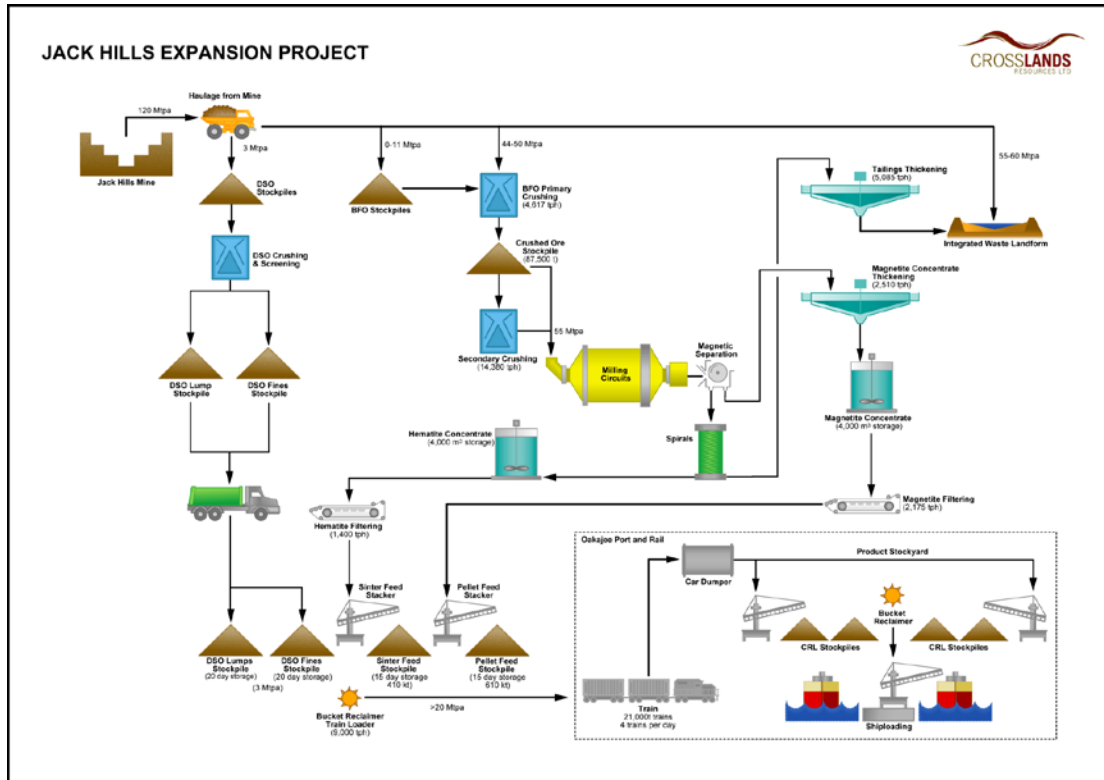 JACK HILLS EXPANSION PROJECT
CROSSLANDS
RESOURCES LTD
Haulage from Mine
120 Mtpa
Jack Hills Mine
3 Mtpa
0-11 Mtpa
44-50 Mtpa
55-60 Mtpa
DSO
Stockpiles
BFO Stockpiles
BFO Primary
Crushing
(4,617 tph)
Tailings Thickening
(5,085 tph)
Integrated Waste Landform
DSO Crushing
& Screening
Crushed Ore
Stockpile
(87,500 t)
Magnetite Concentrate
Thickening
(2,510 tph)
Secondary Crushing
(14,380 tph)
55 Mtpa
Milling
Circuits
Magnetic
Separation
DSO Lump
Stockpile
DSO Fines
Stockpile
Magnetite Concentrate
(4,000 m³ storage)
Hematite Concentrate
(4,000 m³ storage)
Spirals
Hematite Filtering
(1,400 tph)
Magnetite Filtering
(2,175 tph)
Oakajee Port and Rail
Product Stockyard
Car Dumper
Sinter Feed
Stacker
Pellet Feed
Stacker
Bucket
Reclaimer
CRL Stockpiles
CRL Stockpiles
DSO Lumps
Stockpile
(20 day storage)
DSO Fines
Stockpile
(20 day storage)
(3 Mtpa)
Sinter Feed
Stockpile
(15 day storage
410 kt)
Pellet Feed
Stockpile
(15 day storage
610 kt)
Bucket Reclaimer
Train Loader
(9,000 tph)
>20 Mtpa
Train
21,000t trains
4 trains per day
Shiploading